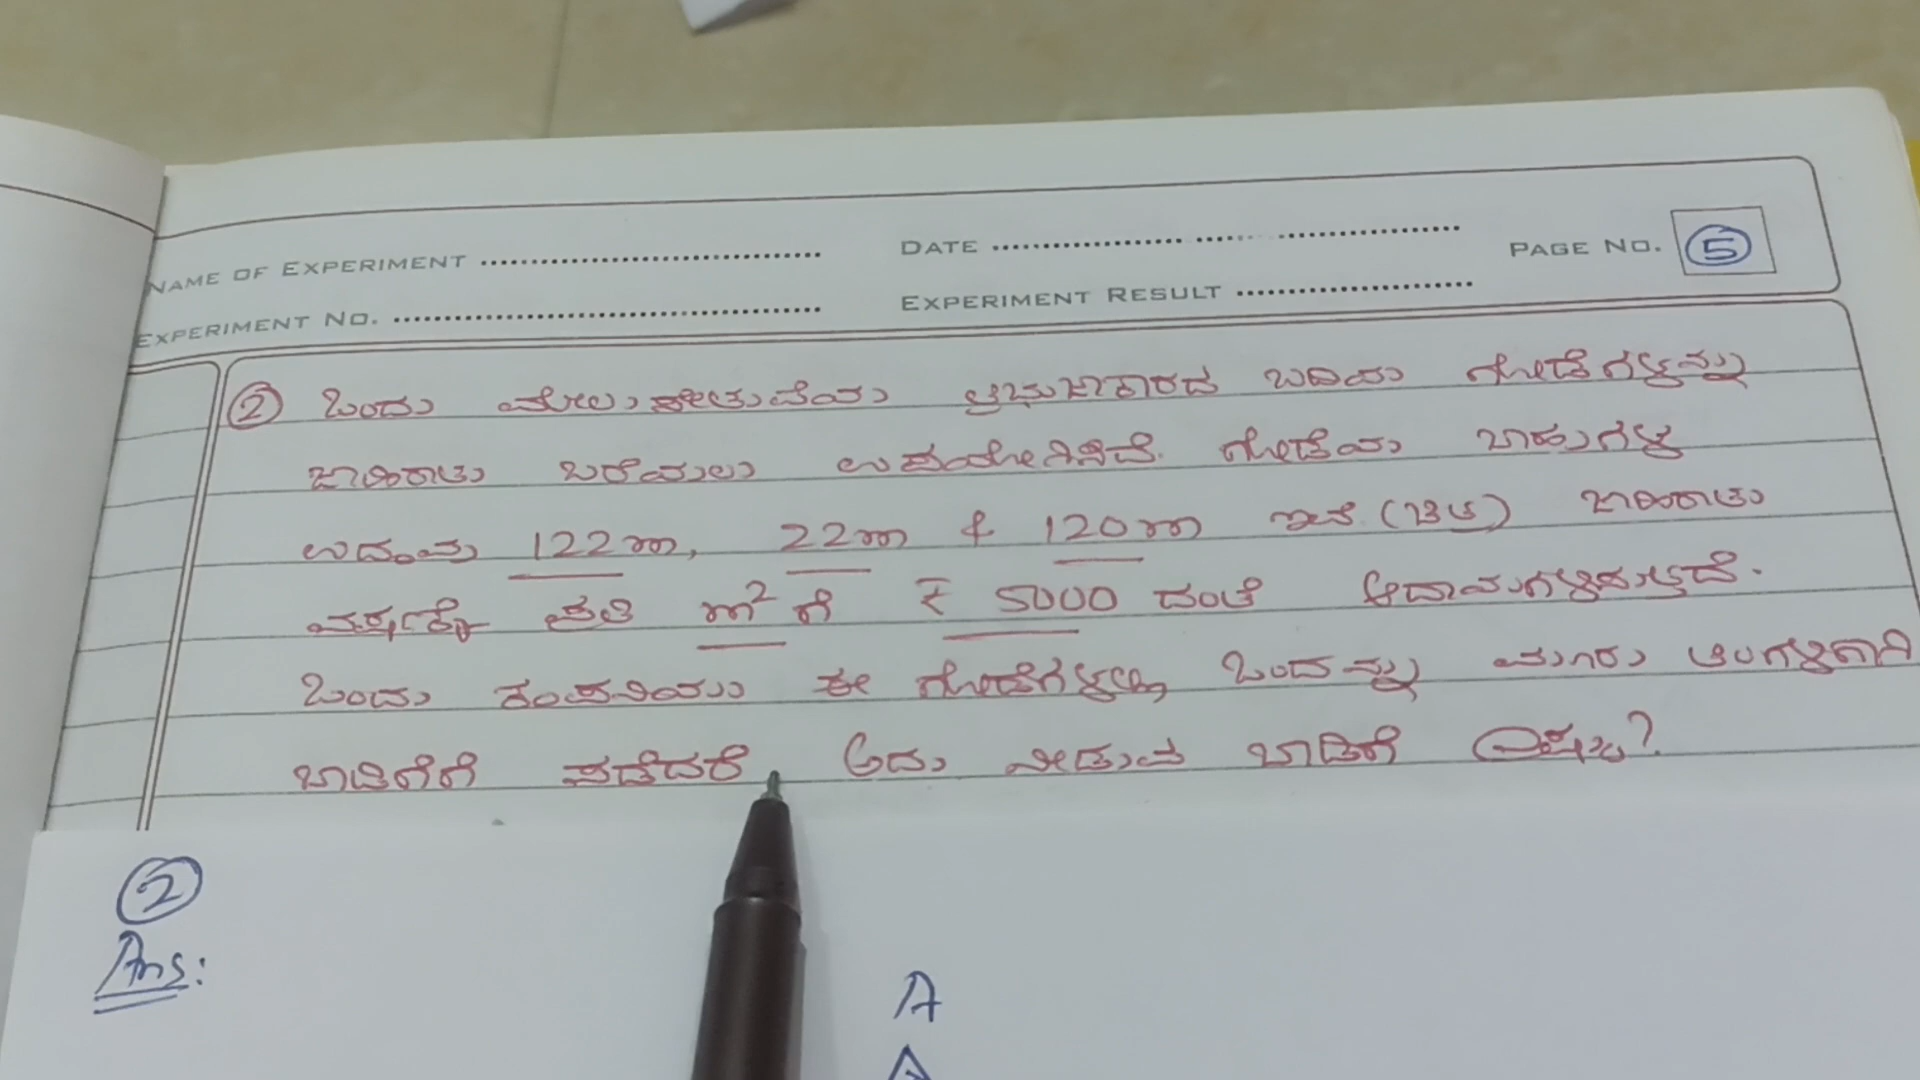 NAME OF EXPERIMENT
DATE
PAGE NO. 5
EXPERIMENT NO.
EXPERIMENT RESULT
② ಒಂದು ಮೇಲುಸೇತುವೆಯ ತ್ರಿಭುಜಾಕಾರದ ಬದಿಯ ಗೋಡೆಗಳನ್ನು
ಜಾಹಿರಾತು ಬರೆಯಲು ಉಪಯೋಗಿಸಿದೆ. ಗೋಡೆಯ ಬಾಹುಗಳ
ಉದ್ದವು 122m, 22m & 120m ಇವೆ (ಚಿತ್ರ) ಜಾಹಿರಾತು
ವರ್ಷಕ್ಕೆ ಪ್ರತಿ m² ಗೆ ₹ 5000 ದಂತೆ ಆದಾಯಗಳಿಸುತ್ತದೆ.
ಒಂದು ಕಂಪನಿಯು ಈ ಗೋಡೆಗಳಲ್ಲಿ ಒಂದನ್ನು ಮೂರು ತಿಂಗಳಿಗಾಗಿ
ಬಾಡಿಗೆಗೆ ಪಡೆದರೆ ಅದು ನೀಡುವ ಬಾಡಿಗೆ ಎಷ್ಟು?
②
Ans:
A